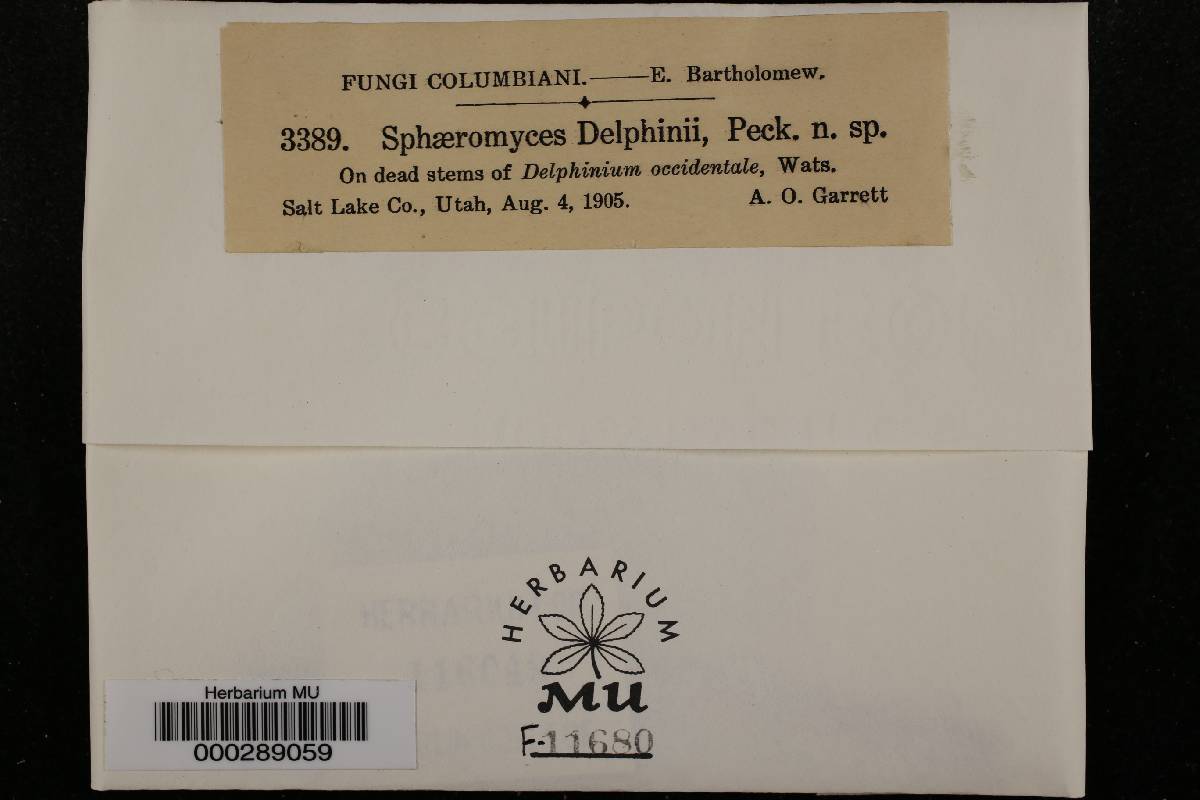 FUNGI COLUMBIANI.——E. Bartholomew.
3389. Sphæromyces Delphinii, Peck. n. sp.
On dead stems of Delphinium occidentale, Wats.
Salt Lake Co., Utah, Aug. 4, 1905. A. O. Garrett
HERBARIUM
MU
F-11680
Herbarium MU
000289059